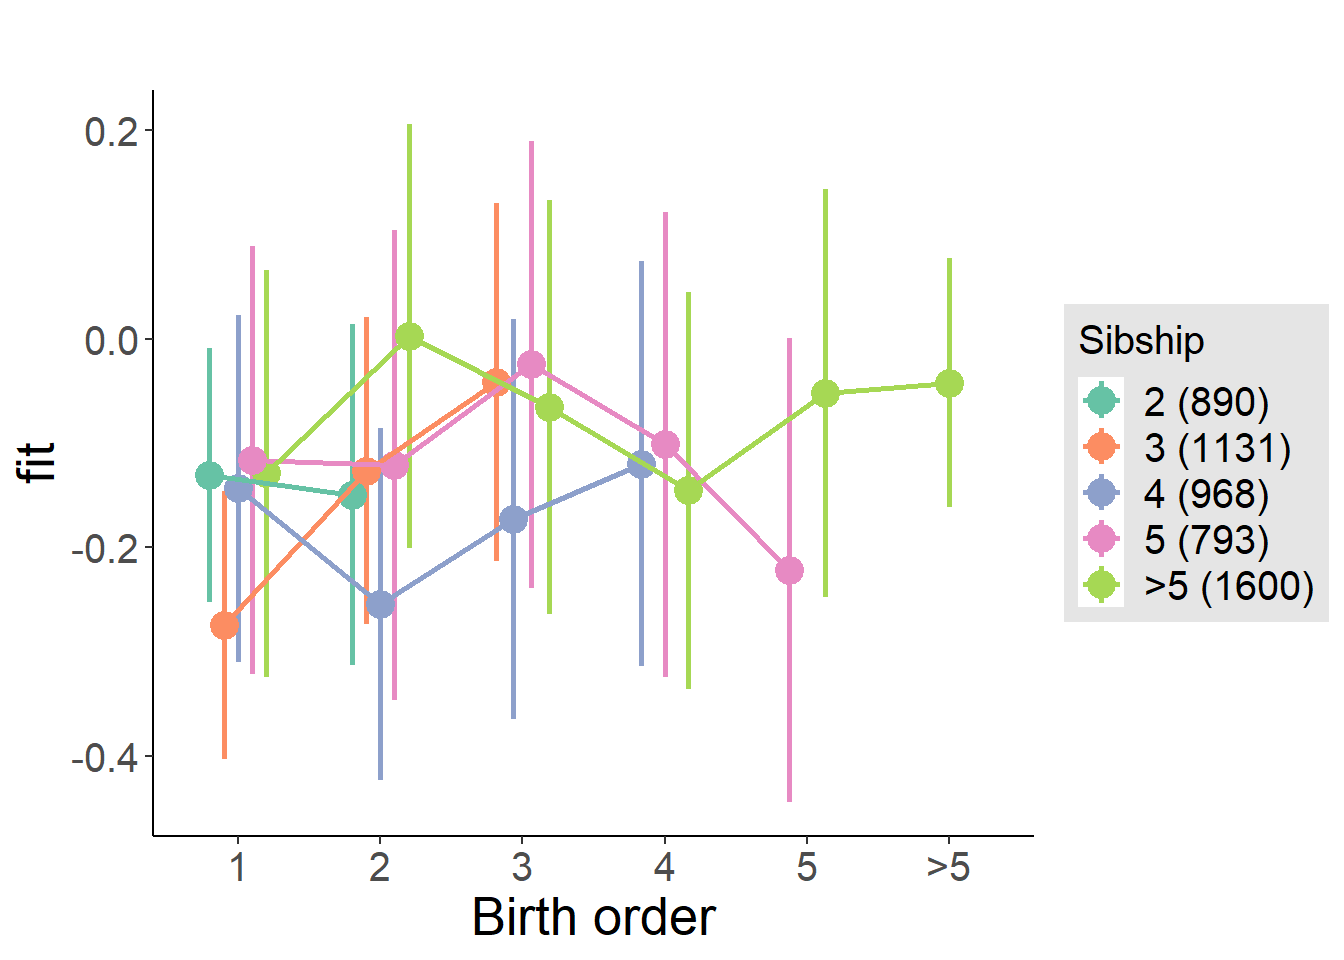 0.2
0.0
-0.2
-0.4
fit
1 2 3 4 5 >5
Birth order
Sibship
2 (890)
3 (1131)
4 (968)
5 (793)
>5 (1600)